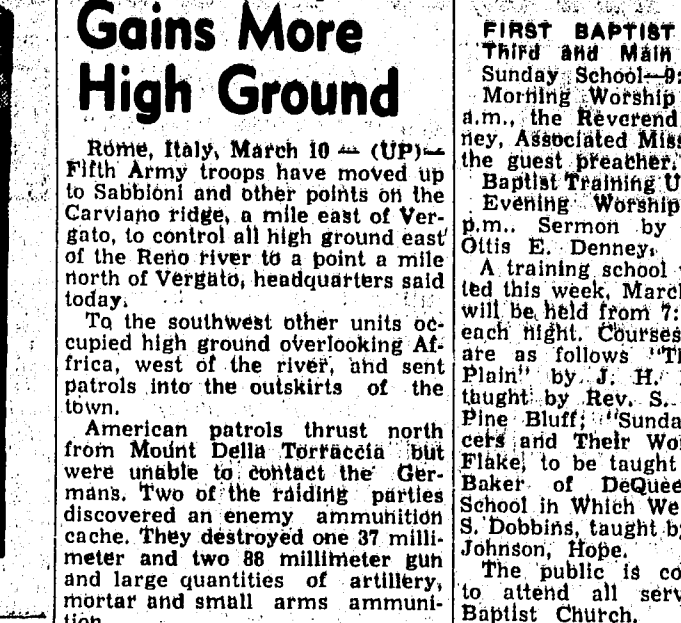 Gains More
High Ground
Rome, Italy, March 10 — (UP)—
Fifth Army troops have moved up
to Sabbioni and other points on the
Carviano ridge, a mile east of Ver-
gato, to control all high ground east
of the Reno river to a point a mile
north of Vergato, headquarters said
today.
To the southwest other units oc-
cupied high ground overlooking Af-
frica, west of the river, and sent
patrols into the outskirts of the
town.
American patrols thrust north
from Mount Della Torraccia but
were unable to contact the Ger-
mans. Two of the raiding parties
discovered an enemy ammunition
cache. They destroyed one 37 milli-
meter and two 88 millimeter gun
and large quantities of artillery,
mortar and small arms ammuni-
tion.
FIRST BAPTIST
Third and Main
Sunday School—9:
Morning Worship
a.m., the Reverend
ney, Associated Miss
the guest preacher.
Baptist Training U
Evening Worship
p.m.. Sermon by
Ottis E. Denney.
A training school
ted this week, March
will be held from 7:
each night. Courses
are as follows "Th
Plain" by J. H.
taught by Rev. S.
Pine Bluff; "Sunda
cers and Their Wo
Flake, to be taught
Baker of DeQuee
School in Which We
S. Dobbins, taught b
Johnson, Hope.
The public is co
to attend all serv
Baptist Church.